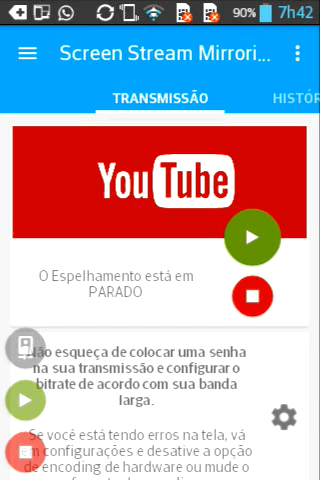 90% 7h42
Screen Stream Mirrori...
TRANSMISSÃO HISTÓR
YouTube
O Espelhamento está em
PARADO
Não esqueça de colocar uma senha
na sua transmissão e configurar o
bitrate de acordo com sua banda
larga.
Se você está tendo erros na tela, vá
em configurações e desative a opção
de encoding de hardware ou mude o